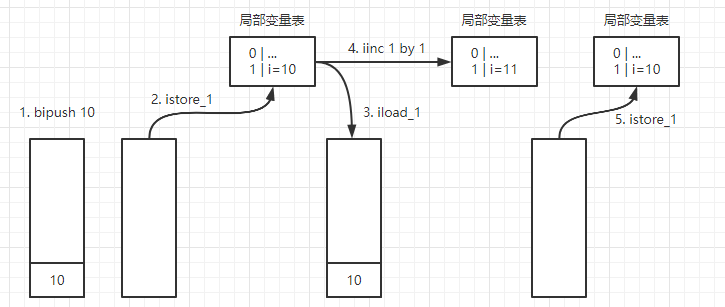 局部变量表
局部变量表
局部变量表
0 | ...
1 | i=10
4. iinc 1 by 1
0 | ...
1 | i=11
0 | ...
1 | i=10
1. bipush 10
2. istore_1
3. iload_1
5. istore_1
10
10